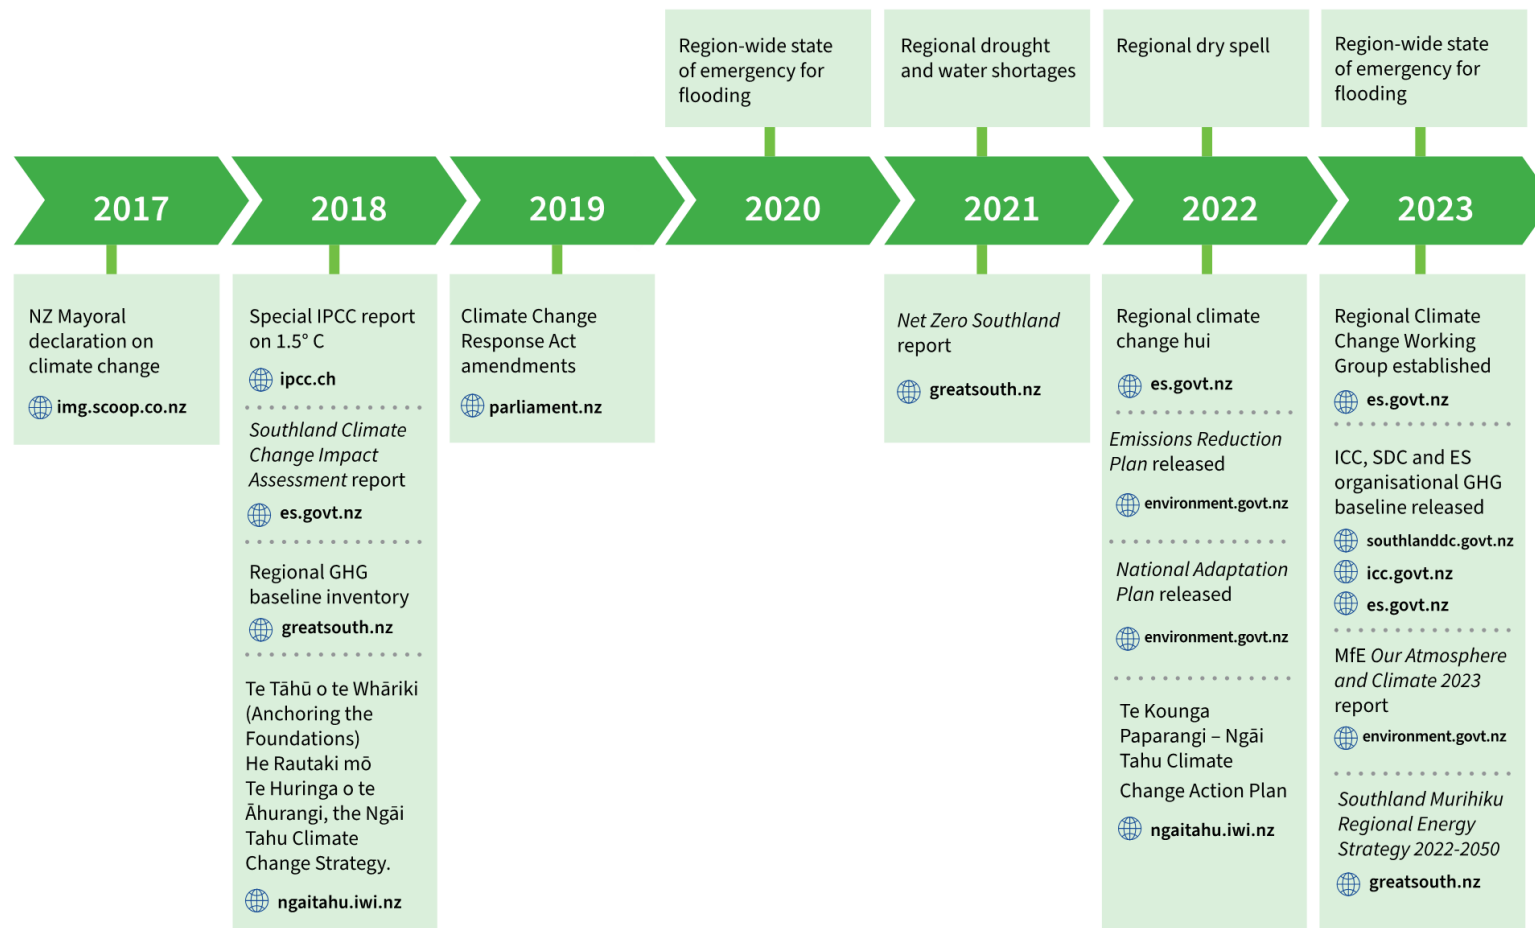 Region-wide state
of emergency for
flooding
Regional drought
and water shortages
Regional dry spell
Region-wide state
of emergency for
flooding
2017
2018
2019
2020
2021
2022
2023
NZ Mayoral
declaration on
climate change
img.scoop.co.nz
Special IPCC report
on 1.5° C
ipcc.ch
Southland Climate
Change Impact
Assessment report
es.govt.nz
Regional GHG
baseline inventory
greatsouth.nz
Te Tāhū o te Whāriki
(Anchoring the
Foundations)
He Rautaki mō
Te Huringa o te
Āhurangi, the Ngāi
Tahu Climate
Change Strategy.
ngaitahu.iwi.nz
Climate Change
Response Act
amendments
parliament.nz
Net Zero Southland
report
greatsouth.nz
Regional climate
change hui
es.govt.nz
Emissions Reduction
Plan released
environment.govt.nz
National Adaptation
Plan released
environment.govt.nz
Te Kounga
Paparangi – Ngāi
Tahu Climate
Change Action Plan
ngaitahu.iwi.nz
Regional Climate
Change Working
Group established
es.govt.nz
ICC, SDC and ES
organisational GHG
baseline released
southlanddc.govt.nz
icc.govt.nz
es.govt.nz
MfE Our Atmosphere
and Climate 2023
report
environment.govt.nz
Southland Murihiku
Regional Energy
Strategy 2022-2050
greatsouth.nz